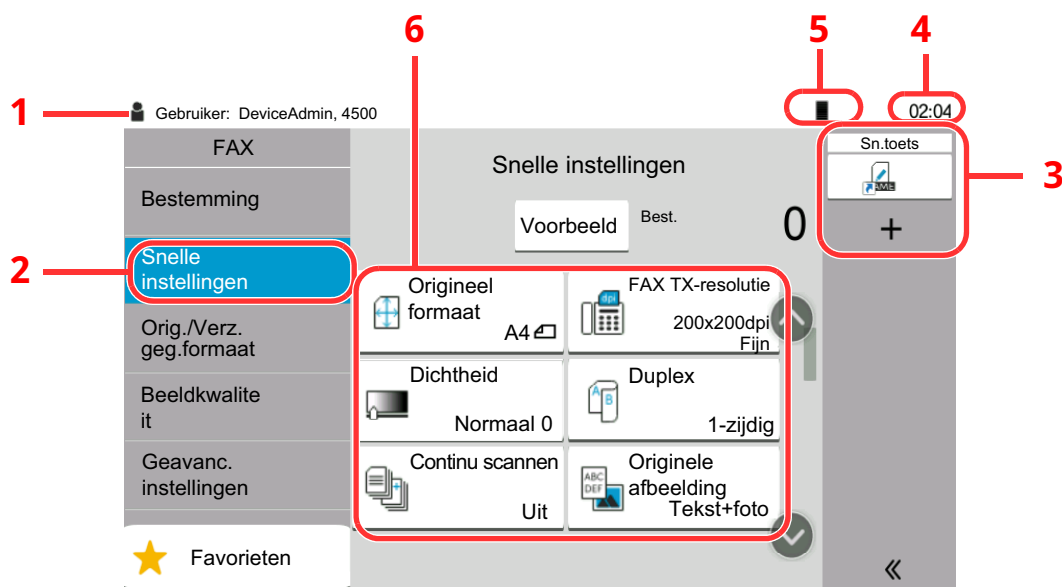 6
5
4
1
Gebruiker: DeviceAdmin, 4500
02:04
FAX
Bestemming
2
Snelle
instellingen
Orig./Verz.
geg.formaat
Beeldkwalite
it
Geavanc.
instellingen
Favorieten
Snelle instellingen
Voorbeeld
Best.
0
Origineel
formaat
A4
dpi
FAX TX-resolutie
200x200dpi
Fijn
Dichtheid
Normaal 0
A
B
Duplex
1-zijdig
Continu scannen
Uit
ABC
DEF
Originele
afbeelding
Tekst+foto
Sn.toets
3
+
«